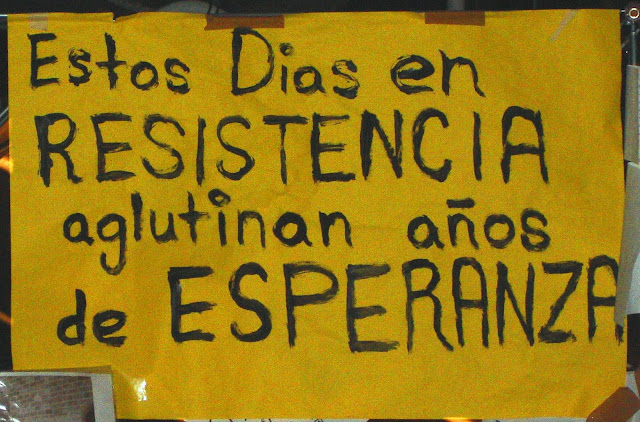 Estos Dias en
RESISTENCIA
aglutinan años
de ESPERANZA